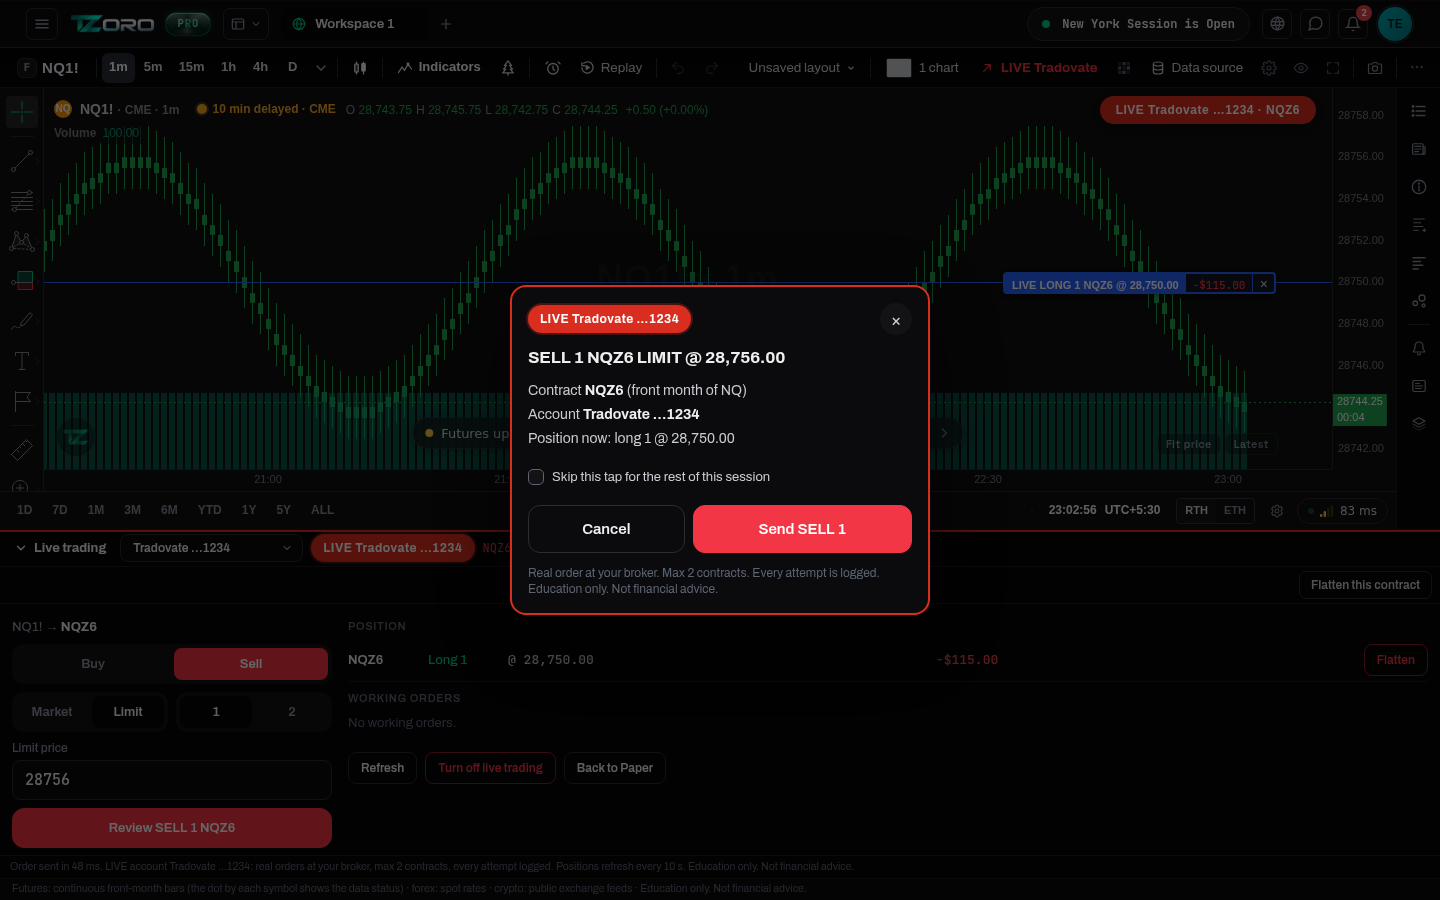 TZORO PRO
Workspace 1
New York Session is Open
2
TE
F NQ1! 1m 5m 15m 1h 4h D Indicators Replay Unsaved layout 1 chart LIVE Tradovate Data source
NQ NQ1! · CME · 1m 10 min delayed · CME O 28,743.75 H 28,745.75 L 28,742.75 C 28,744.25 +0.50 (+0.00%)
LIVE Tradovate ...1234 · NQZ6
Volume 100.00
28758.00
28756.00
28754.00
28752.00
28750.00
28748.00
28746.00
28744.25
00:04
28742.00
LIVE LONG 1 NQZ6 @ 28,750.00 -$115.00 ×
Futures up
Fit price Latest
21:00
22:30
23:00
1D 7D 1M 3M 6M YTD 1Y 5Y ALL
23:02:56 UTC+5:30 RTH ETH 83 ms
LIVE Tradovate ...1234 ×
SELL 1 NQZ6 LIMIT @ 28,756.00
Contract NQZ6 (front month of NQ)
Account Tradovate ...1234
Position now: long 1 @ 28,750.00
Skip this tap for the rest of this session
Cancel Send SELL 1
Real order at your broker. Max 2 contracts. Every attempt is logged.
Education only. Not financial advice.
Live trading Tradovate ...1234 LIVE Tradovate ...1234
Flatten this contract
NQ1! → NQZ6
Buy Sell
Market Limit 1 2
Limit price
28756
Review SELL 1 NQZ6
POSITION
NQZ6 Long 1 @ 28,750.00 -$115.00 Flatten
WORKING ORDERS
No working orders.
Refresh Turn off live trading Back to Paper
Order sent in 48 ms. LIVE account Tradovate ...1234: real orders at your broker, max 2 contracts, every attempt logged. Positions refresh every 10 s. Education only. Not financial advice.
Futures: continuous front-month bars (the dot by each symbol shows the data status) · forex: spot rates · crypto: public exchange feeds · Education only. Not financial advice.